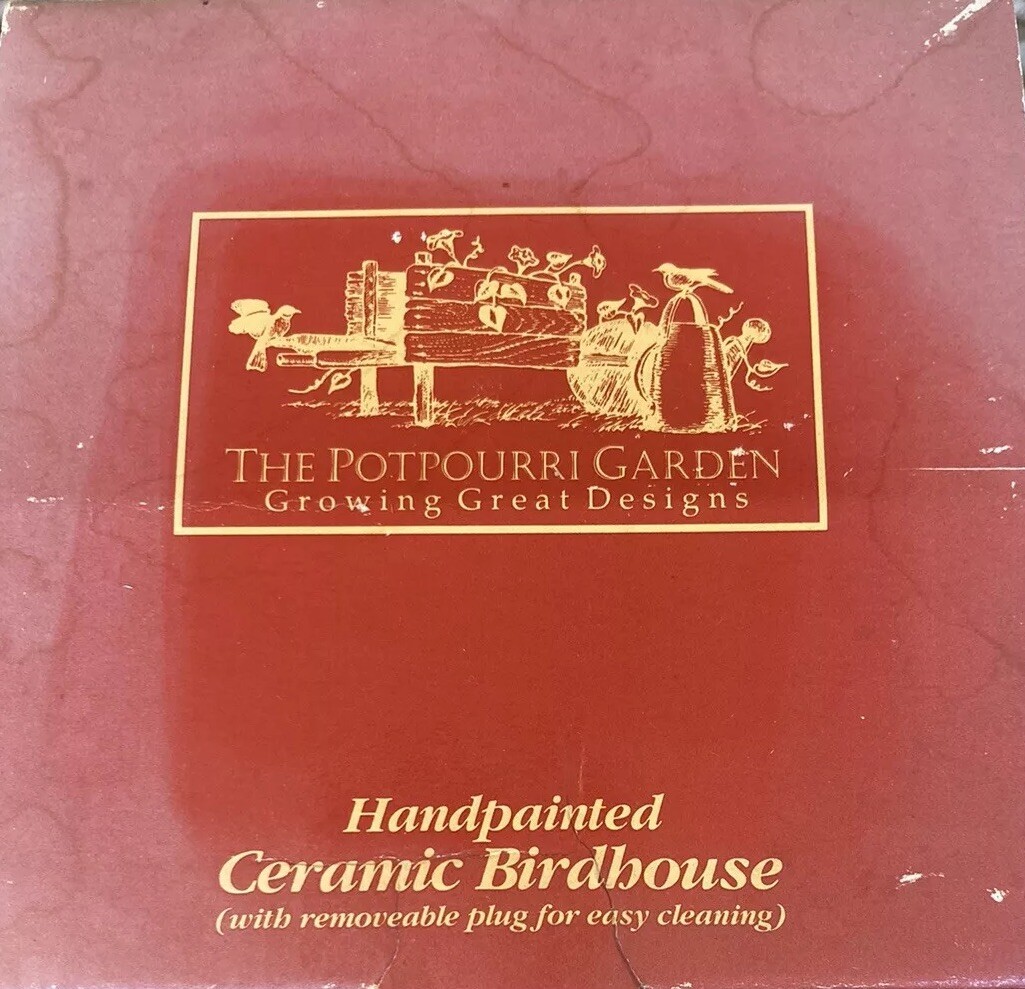 THE POTPOURRI GARDEN
Growing Great Designs
Handpainted
Ceramic Birdhouse
(with removeable plug for easy cleaning)